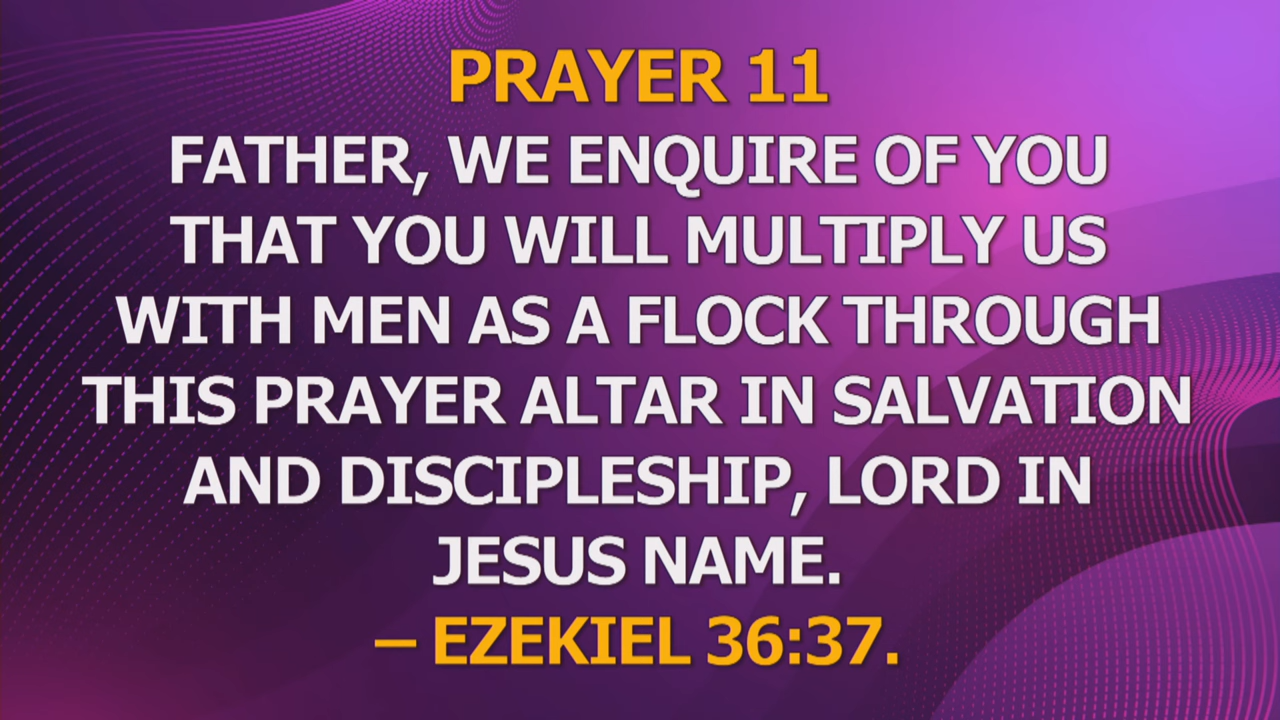 PRAYER 11
FATHER, WE ENQUIRE OF YOU
THAT YOU WILL MULTIPLY US
WITH MEN AS A FLOCK THROUGH
THIS PRAYER ALTAR IN SALVATION
AND DISCIPLESHIP, LORD IN
JESUS NAME.
– EZEKIEL 36:37.